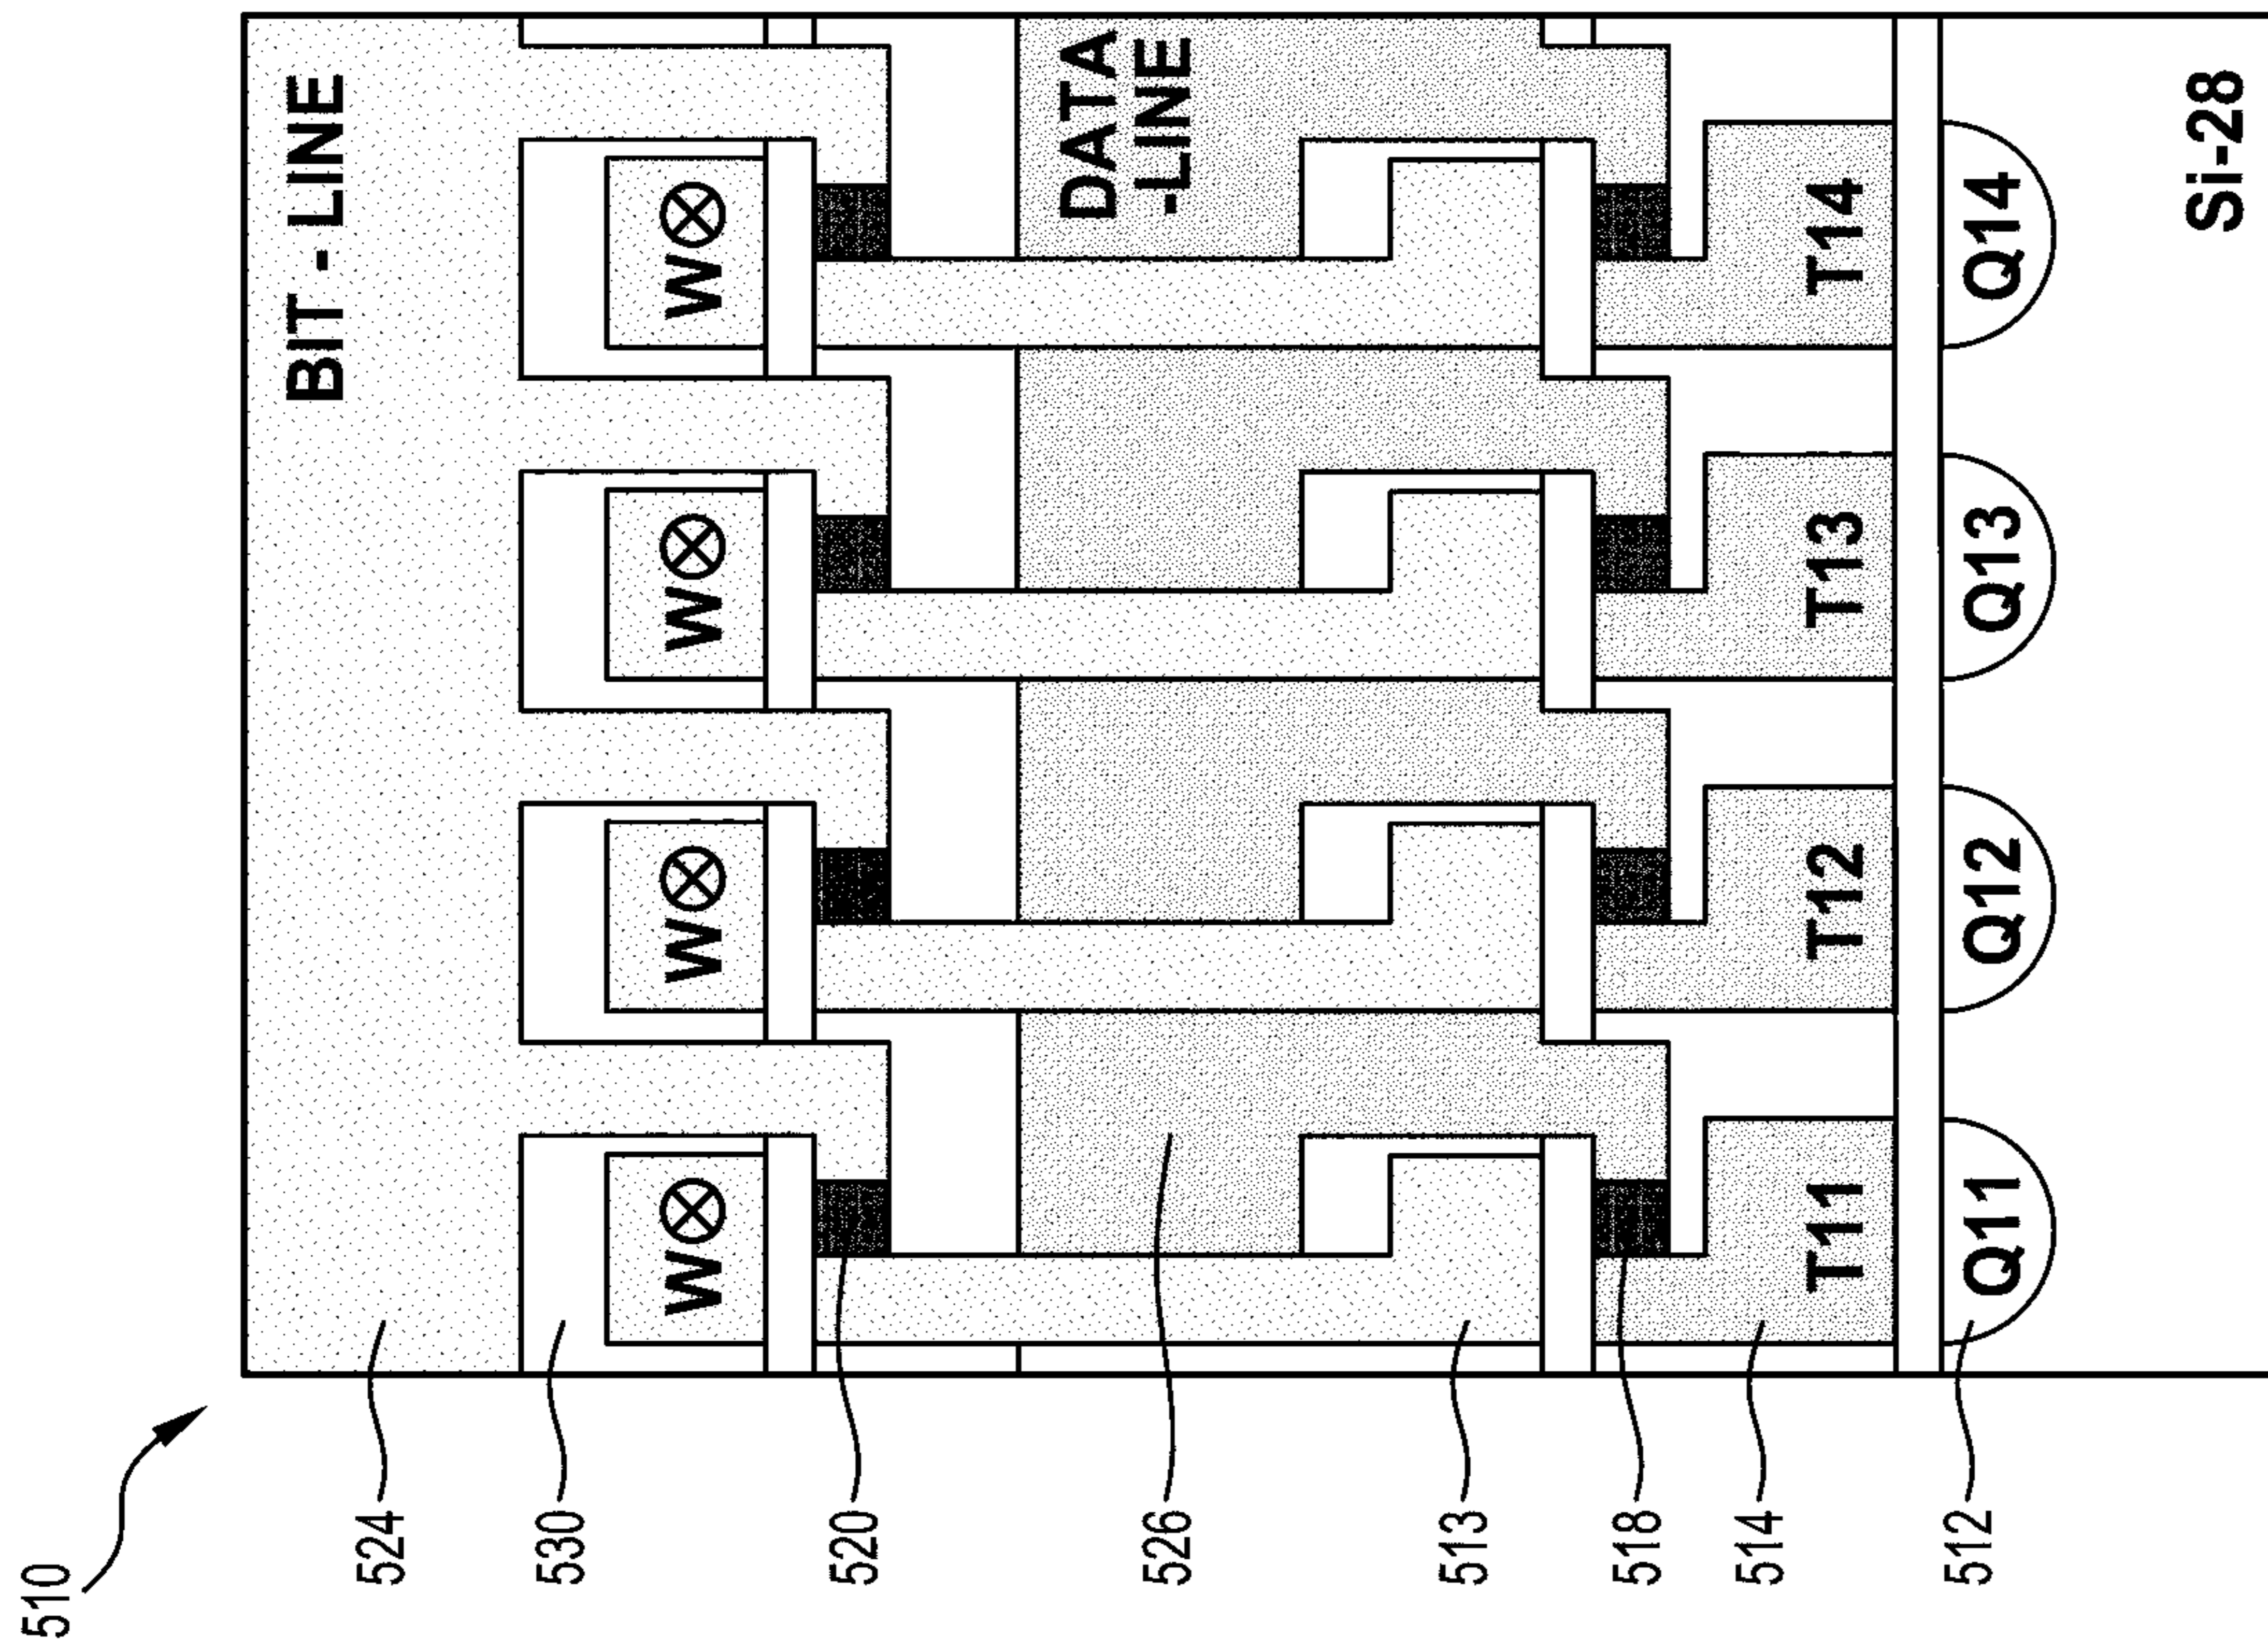 510
524
530
520
526
513
518
514
512
BIT - LINE
W W W W
DATA
-LINE
T11 T12 T13 T14
Q11 Q12 Q13 Q14
Si-28